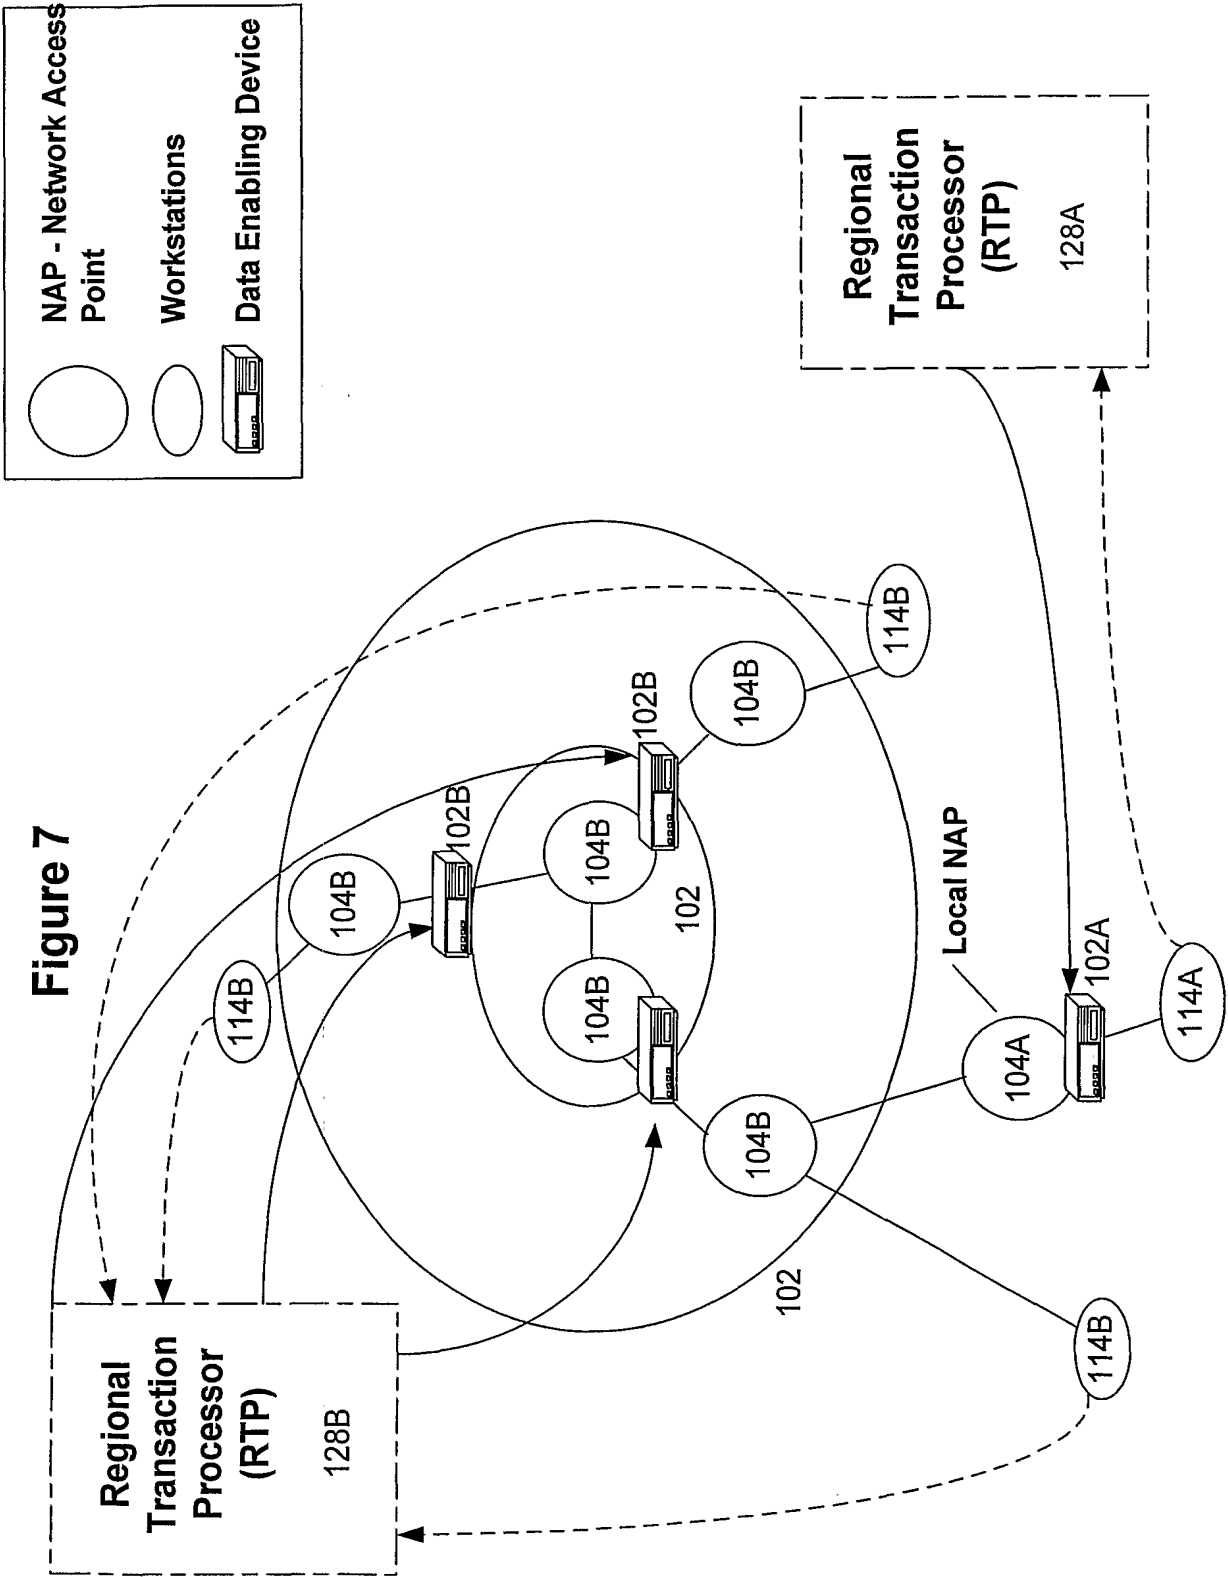 Figure 7
NAP - Network Access
Point
Workstations
Data Enabling Device
Regional
Transaction
Processor
(RTP)
128B
114B
104B
102B
104B
104B
102
102B
104B
114B
104B
102
114B
Local NAP
104A
102A
114A
Regional
Transaction
Processor
(RTP)
128A